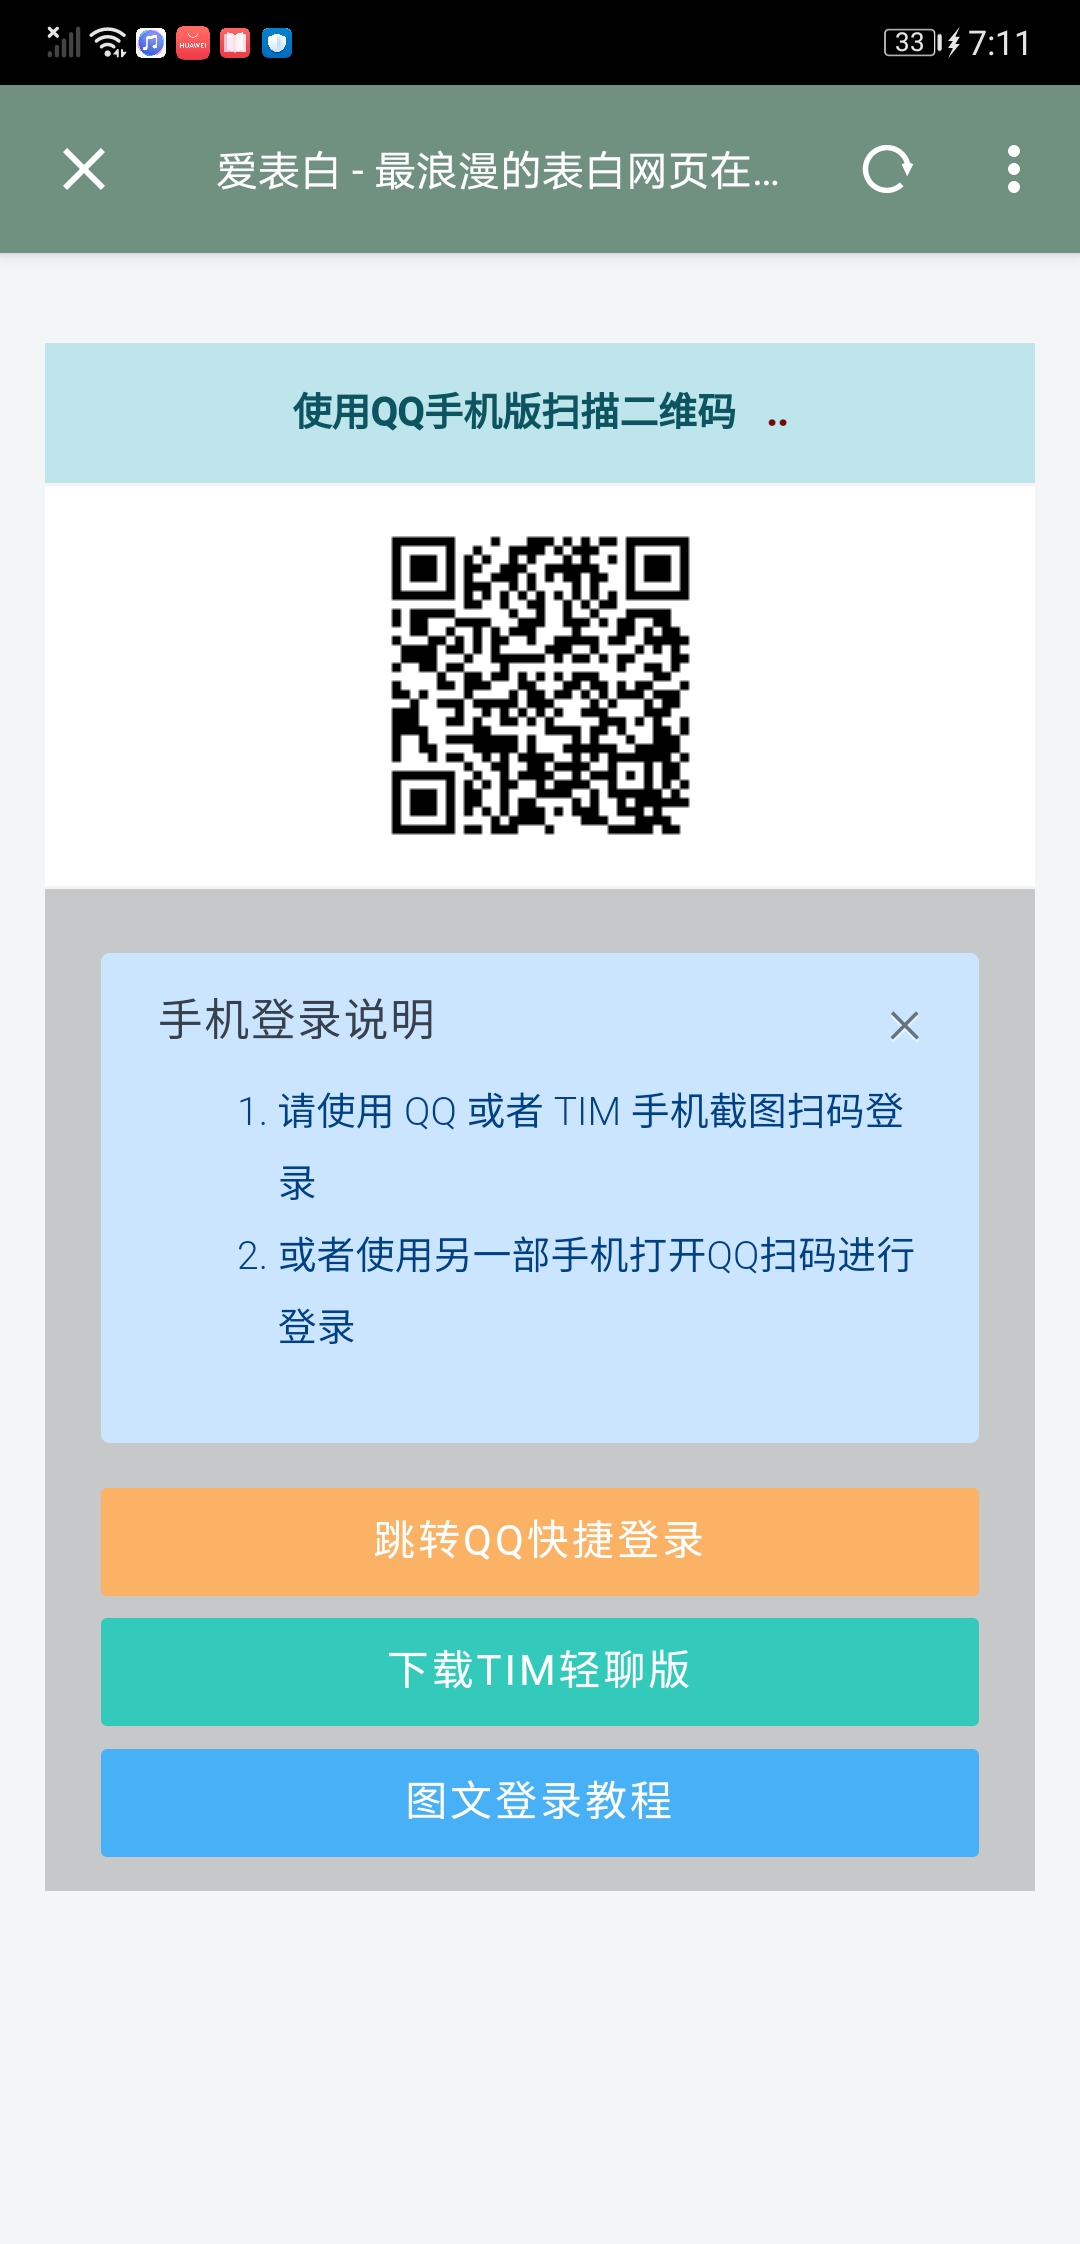 33 7:11
HUAWEI
爱表白 - 最浪漫的表白网页在...
使用QQ手机版扫描二维码 ..
手机登录说明
1. 请使用 QQ 或者 TIM 手机截图扫码登
录
2. 或者使用另一部手机打开QQ扫码进行
登录
跳转QQ快捷登录
下载TIM轻聊版
图文登录教程